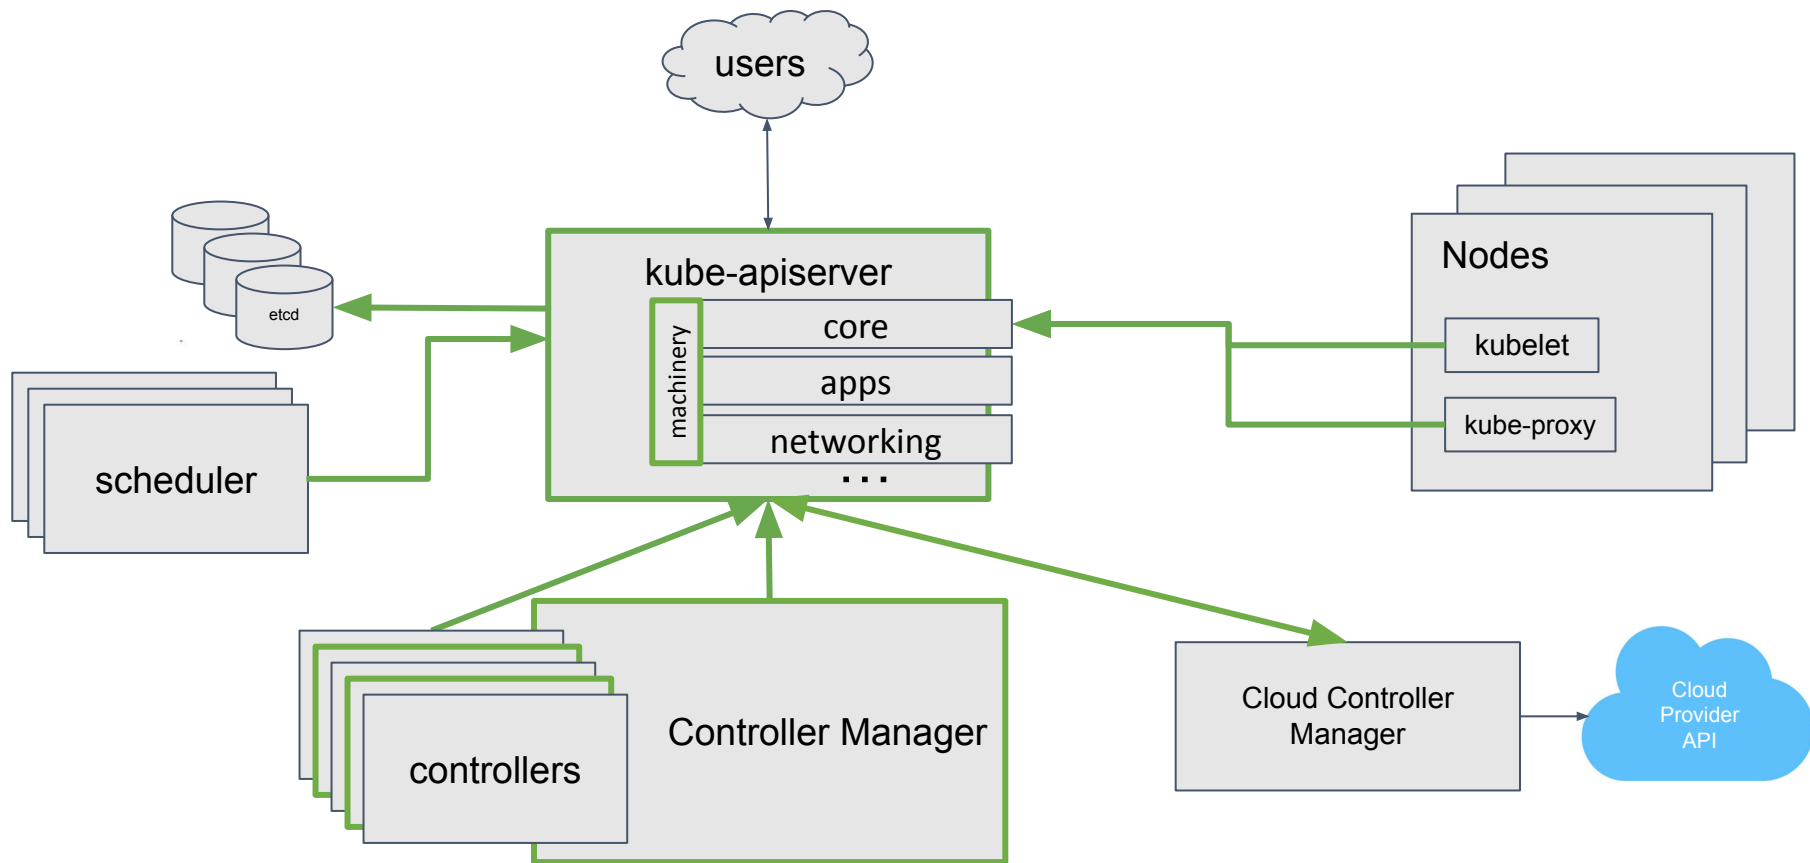 users
kube-apiserver
machinery
core
apps
networking
...
etcd
scheduler
Nodes
kubelet
kube-proxy
controllers
Controller Manager
Cloud Controller
Manager
Cloud
Provider
API